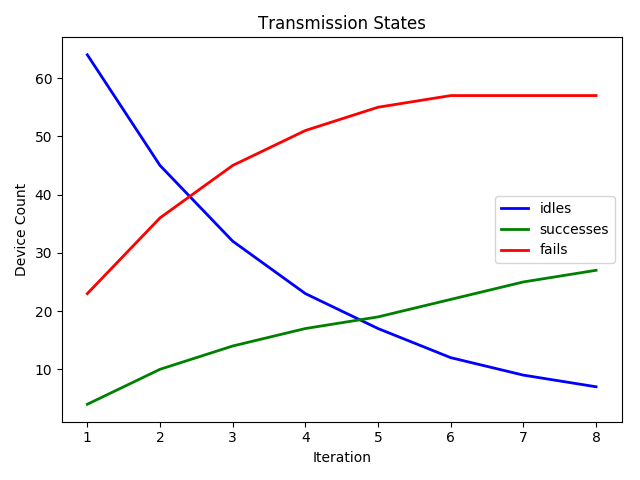 Transmission States
Device Count
60
50
40
30
20
10
idles
successes
fails
1 2 3 4 5 6 7 8
Iteration